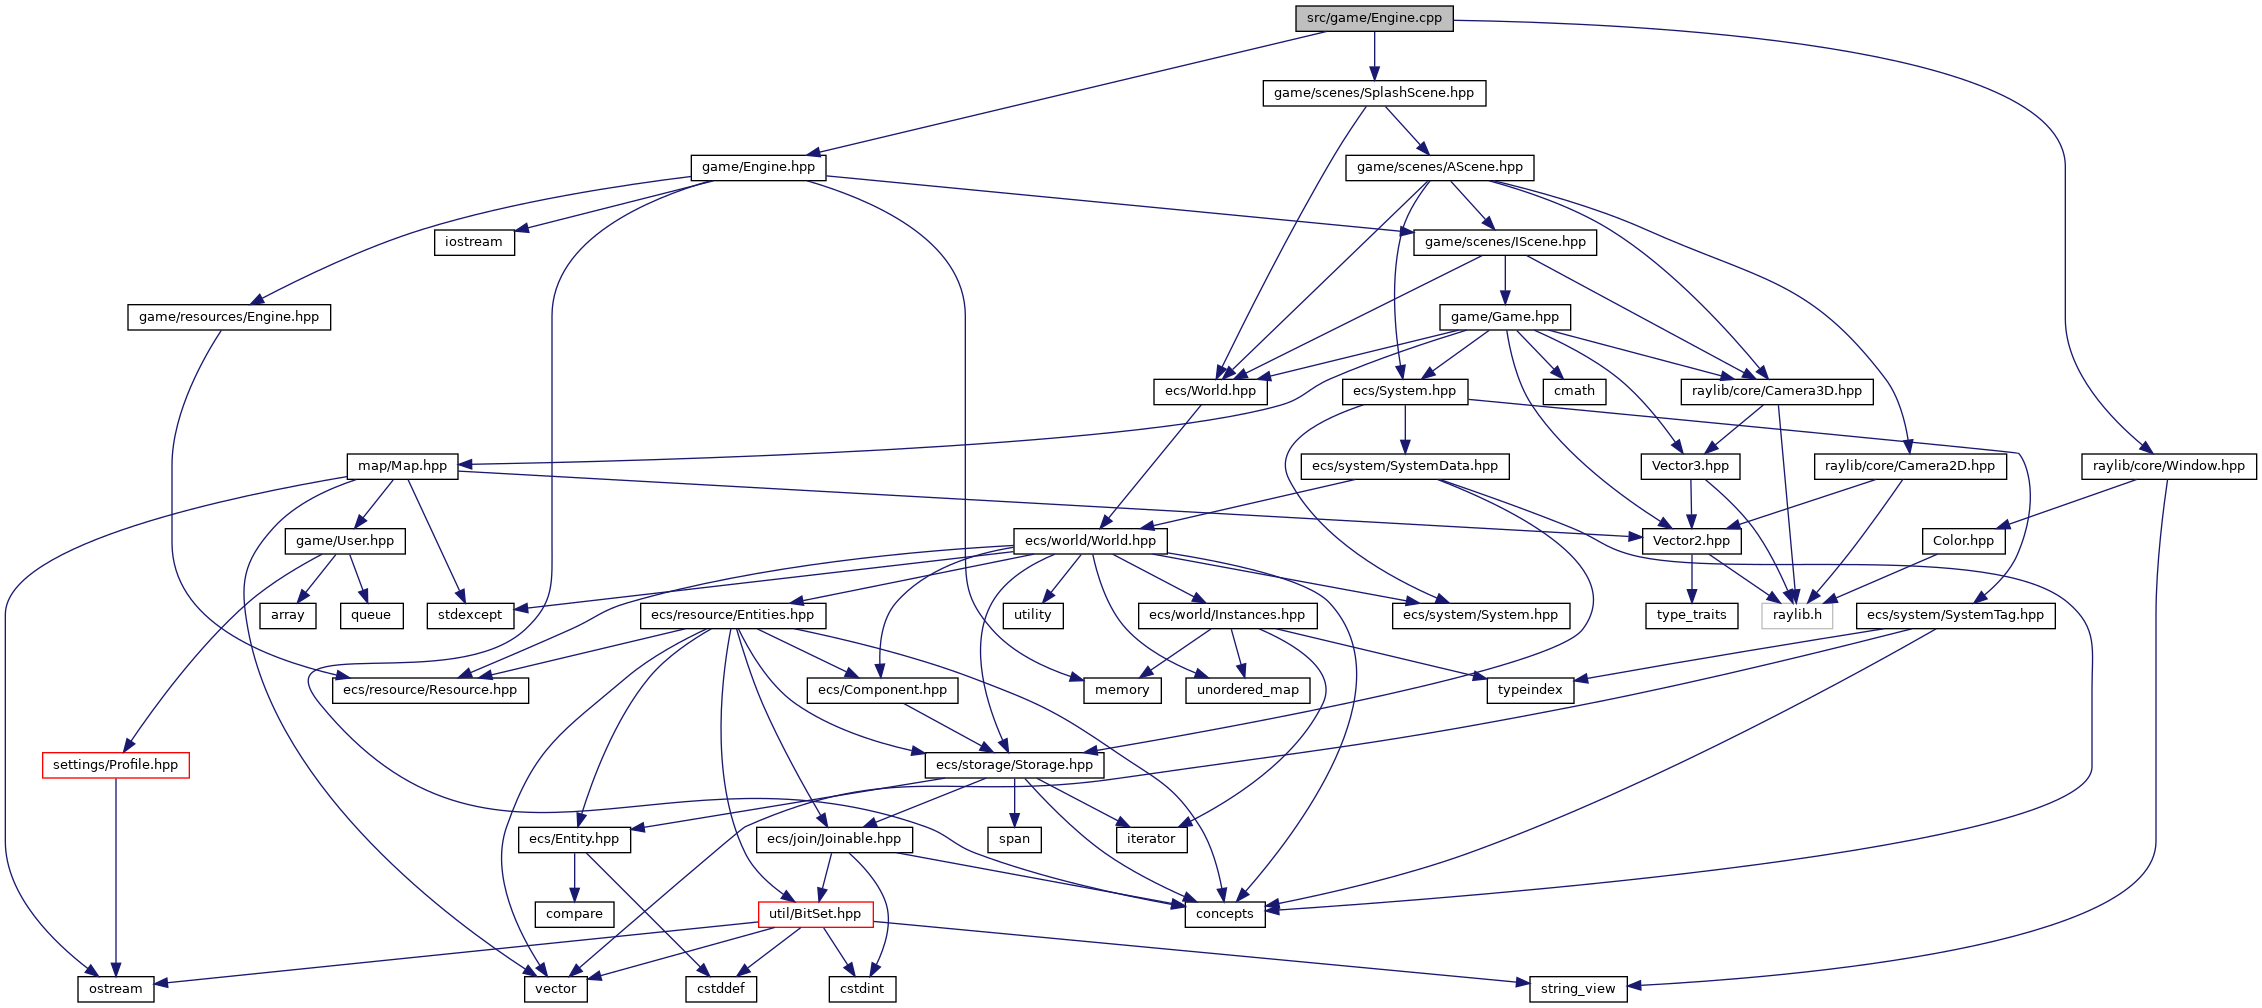 src/game/Engine.cpp
game/scenes/SplashScene.hpp
game/Engine.hpp
game/scenes/AScene.hpp
iostream
game/scenes/IScene.hpp
game/resources/Engine.hpp
game/Game.hpp
ecs/World.hpp
ecs/System.hpp
cmath
raylib/core/Camera3D.hpp
map/Map.hpp
ecs/system/SystemData.hpp
Vector3.hpp
raylib/core/Camera2D.hpp
raylib/core/Window.hpp
game/User.hpp
ecs/world/World.hpp
Vector2.hpp
Color.hpp
array
queue
stdexcept
ecs/resource/Entities.hpp
utility
ecs/world/Instances.hpp
ecs/system/System.hpp
type_traits
raylib.h
ecs/system/SystemTag.hpp
ecs/resource/Resource.hpp
ecs/Component.hpp
memory
unordered_map
typeindex
settings/Profile.hpp
ecs/storage/Storage.hpp
ecs/Entity.hpp
ecs/join/Joinable.hpp
span
iterator
compare
util/BitSet.hpp
concepts
ostream
vector
cstddef
cstdint
string_view